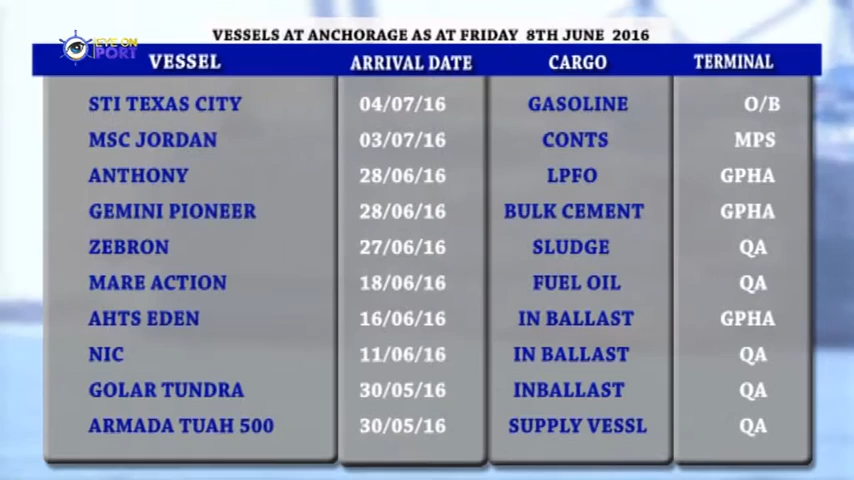 VESSELS AT ANCHORAGE AS AT FRIDAY 8TH JUNE 2016
EYE ON
PORT
VESSEL ARRIVAL DATE CARGO TERMINAL
STI TEXAS CITY 04/07/16 GASOLINE O/B
MSC JORDAN 03/07/16 CONTS MPS
ANTHONY 28/06/16 LPFO GPHA
GEMINI PIONEER 28/06/16 BULK CEMENT GPHA
ZEBRON 27/06/16 SLUDGE QA
MARE ACTION 18/06/16 FUEL OIL QA
AHTS EDEN 16/06/16 IN BALLAST GPHA
NIC 11/06/16 IN BALLAST QA
GOLAR TUNDRA 30/05/16 INBALLAST QA
ARMADA TUAH 500 30/05/16 SUPPLY VESSL QA